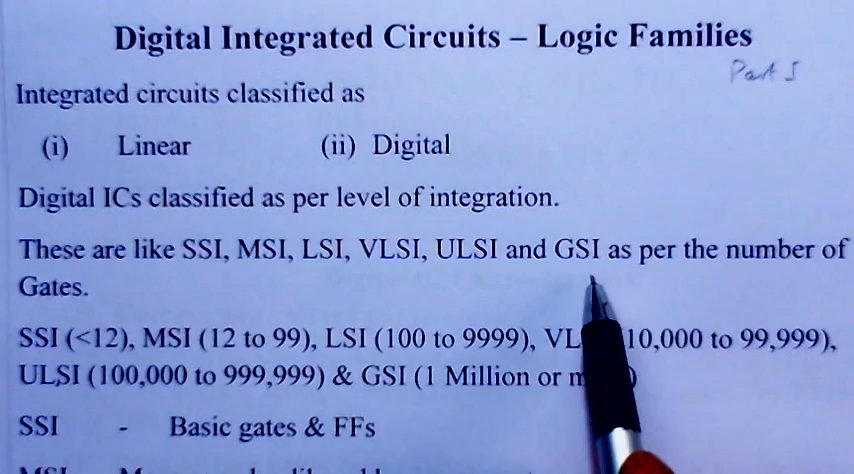 Digital Integrated Circuits – Logic Families
Part I
Integrated circuits classified as
(i) Linear (ii) Digital
Digital ICs classified as per level of integration.
These are like SSI, MSI, LSI, VLSI, ULSI and GSI as per the number of
Gates.
SSI (<12), MSI (12 to 99), LSI (100 to 9999), VL 10,000 to 99,999),
ULSI (100,000 to 999,999) & GSI (1 Million or
SSI - Basic gates & FFs